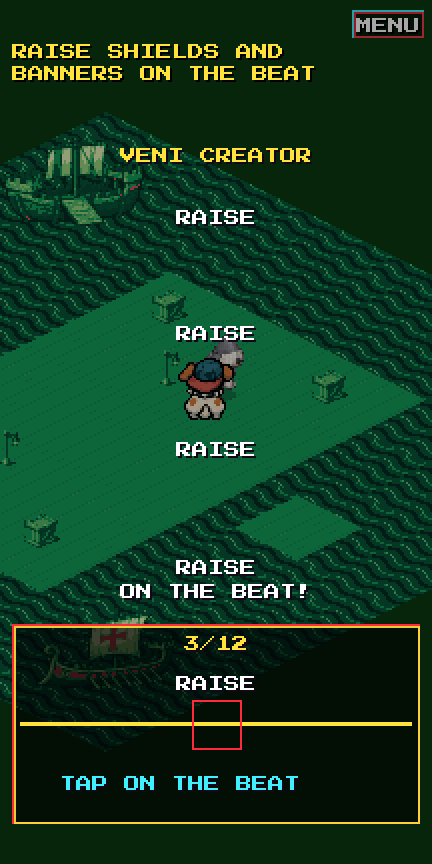 MENU
RAISE SHIELDS AND
BANNERS ON THE BEAT
VENI CREATOR
RAISE
RAISE
RAISE
RAISE
ON THE BEAT!
3/12
RAISE
TAP ON THE BEAT